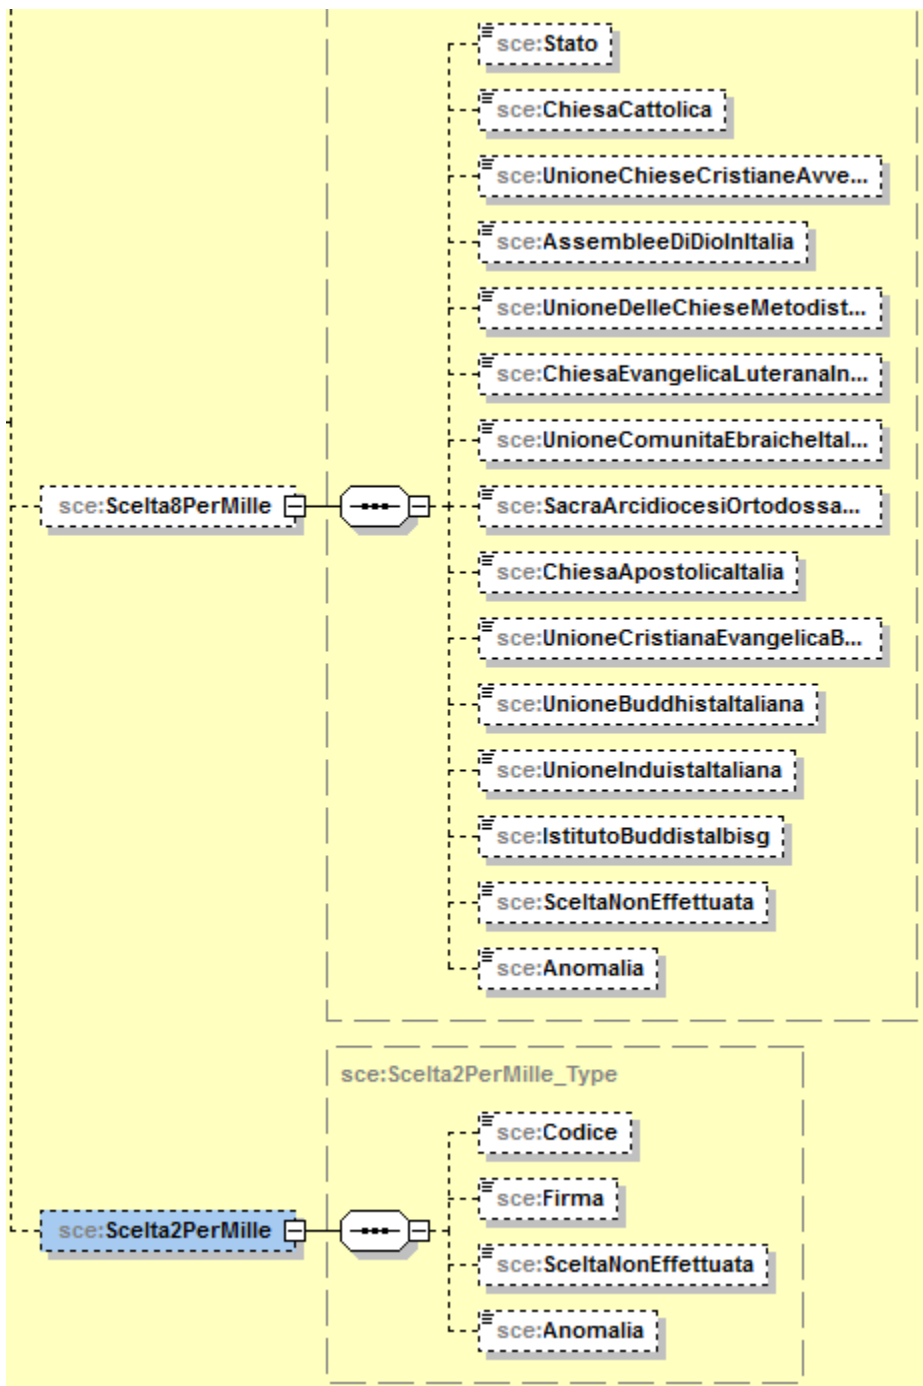 sce:Stato
sce:ChiesaCattolica
sce:UnioneChieseCristianeAvve...
sce:AssembleeDiDioInItalia
sce:UnioneDelleChieseMetodist...
sce:ChiesaEvangelicaLuteranaIn...
sce:UnioneComunitaEbraicheItal...
sce:Scelta8PerMille
sce:SacraArcidiocesiOrtodossa...
sce:ChiesaApostolicaItalia
sce:UnioneCristianaEvangelicaB...
sce:UnioneBuddhistaItaliana
sce:UnioneInduistaItaliana
sce:IstitutoBuddistaIbisg
sce:SceltaNonEffettuata
sce:Anomalia
sce:Scelta2PerMille_Type
sce:Codice
sce:Firma
sce:Scelta2PerMille
sce:SceltaNonEffettuata
sce:Anomalia